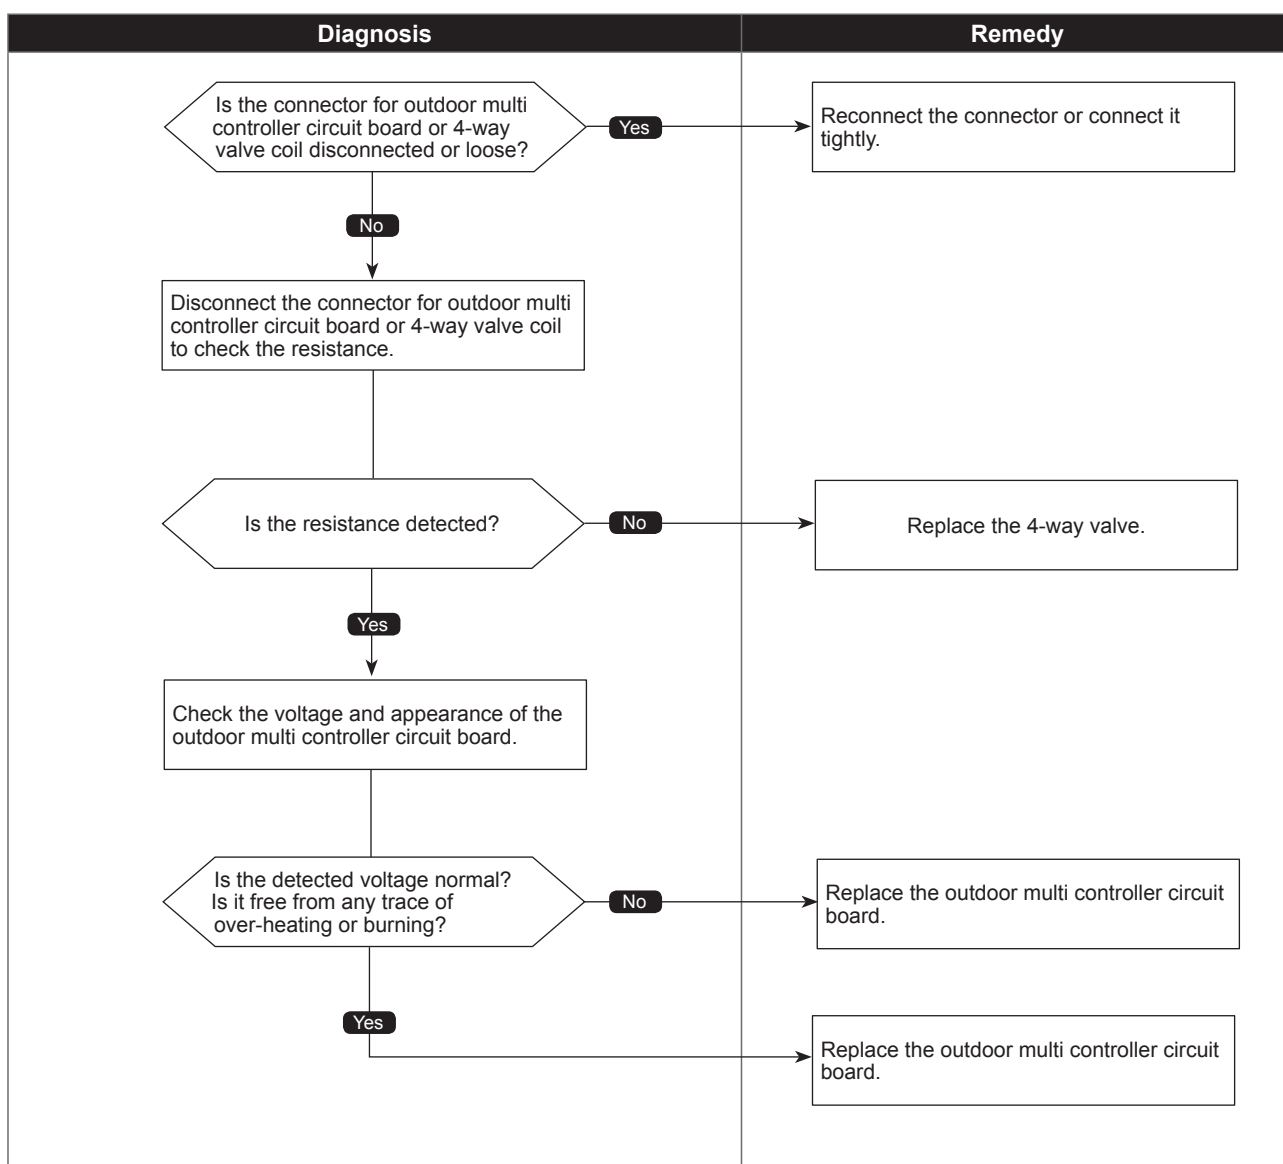 Diagnosis
Remedy
Is the connector for outdoor multi
controller circuit board or 4-way
valve coil disconnected or loose?
Yes
Reconnect the connector or connect it
tightly.
No
Disconnect the connector for outdoor multi
controller circuit board or 4-way valve coil
to check the resistance.
Is the resistance detected?
No
Replace the 4-way valve.
Yes
Check the voltage and appearance of the
outdoor multi controller circuit board.
Is the detected voltage normal?
Is it free from any trace of
over-heating or burning?
No
Replace the outdoor multi controller circuit
board.
Yes
Replace the outdoor multi controller circuit
board.